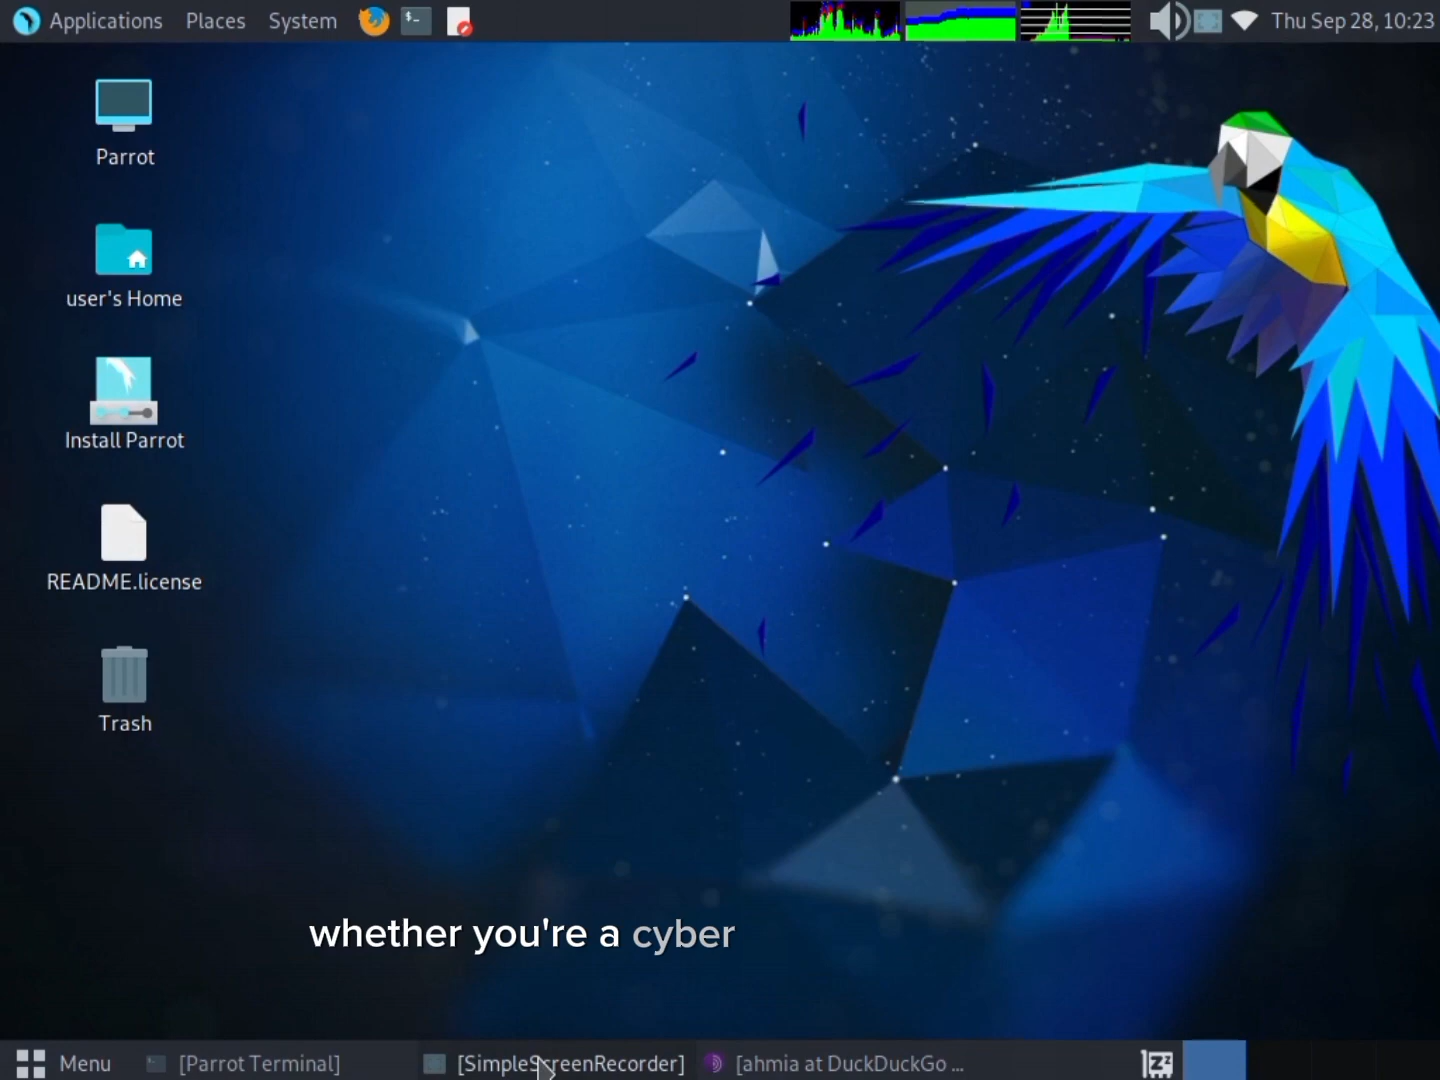 Applications Places System Thu Sep 28, 10:23
Parrot
user's Home
Install Parrot
README.license
Trash
whether you're a cyber
Menu [Parrot Terminal] [SimpleScreenRecorder] [ahmia at DuckDuckGo ...